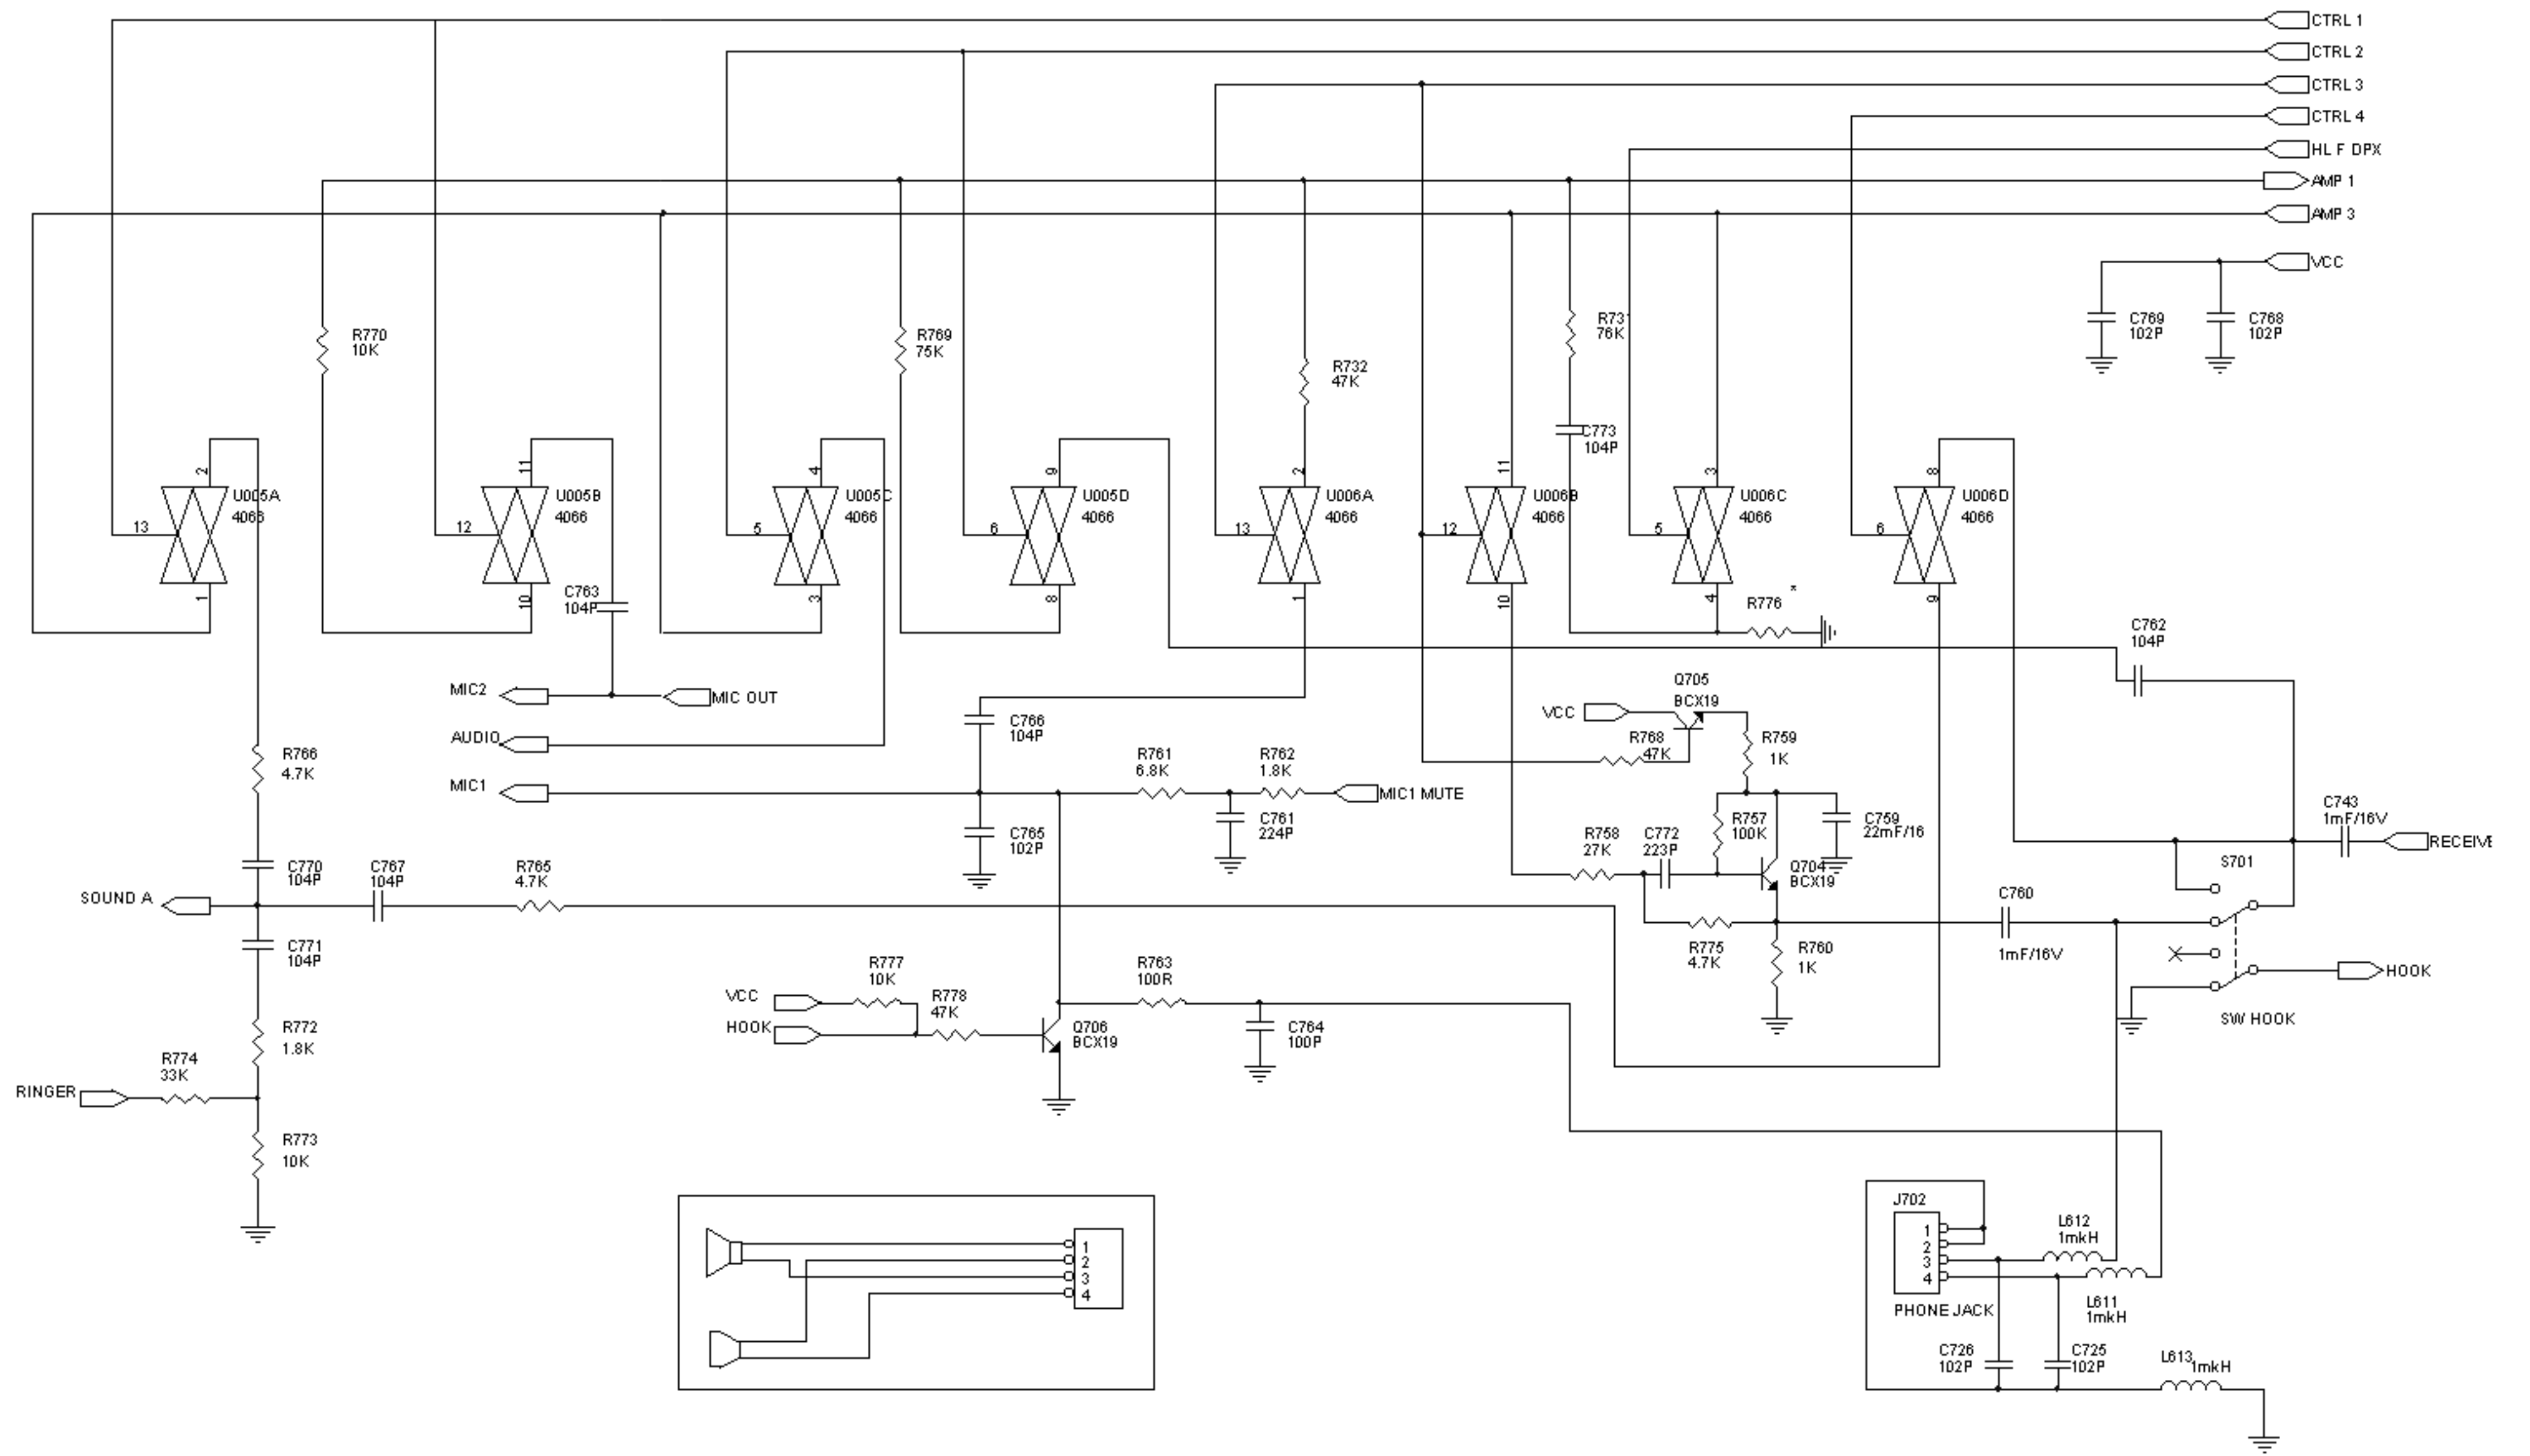 CTRL 1
CTRL 2
CTRL 3
CTRL 4
HL F DPX
AMP 1
AMP 3
VCC
R770
10K
R769
75K
R732
47K
R73
76K
C773
104P
C769
102P
C768
102P
2
U005A
4066
13
1
11
U005B
4066
12
10
4
U005C
4066
5
3
9
U005D
4066
6
8
2
U006A
4066
13
1
11
U006B
4066
12
10
3
U006C
4066
5
4
8
U006D
4066
6
9
C763
104P
R776
*
C762
104P
MIC2
MIC OUT
AUDIO
MIC1
C766
104P
R761
6.8K
R762
1.8K
MIC1 MUTE
C765
102P
C761
224P
Q705
BCX19
VCC
R768
47K
R759
1K
R757
100K
C759
22mF/16
R758
27K
C772
223P
Q704
BCX19
C743
1mF/16V
RECEIVE
S701
R766
4.7K
C770
104P
C767
104P
R765
4.7K
SOUND A
C771
104P
R775
4.7K
R760
1K
C760
1mF/16V
HOOK
SW HOOK
R777
10K
VCC
R778
47K
HOOK
Q706
BCX19
R763
100R
C764
100P
R772
1.8K
R774
33K
RINGER
R773
10K
1
2
3
4
J702
1
2
3
4
PHONE JACK
L612
1mkH
L611
1mkH
C726
102P
C725
102P
L613
1mkH